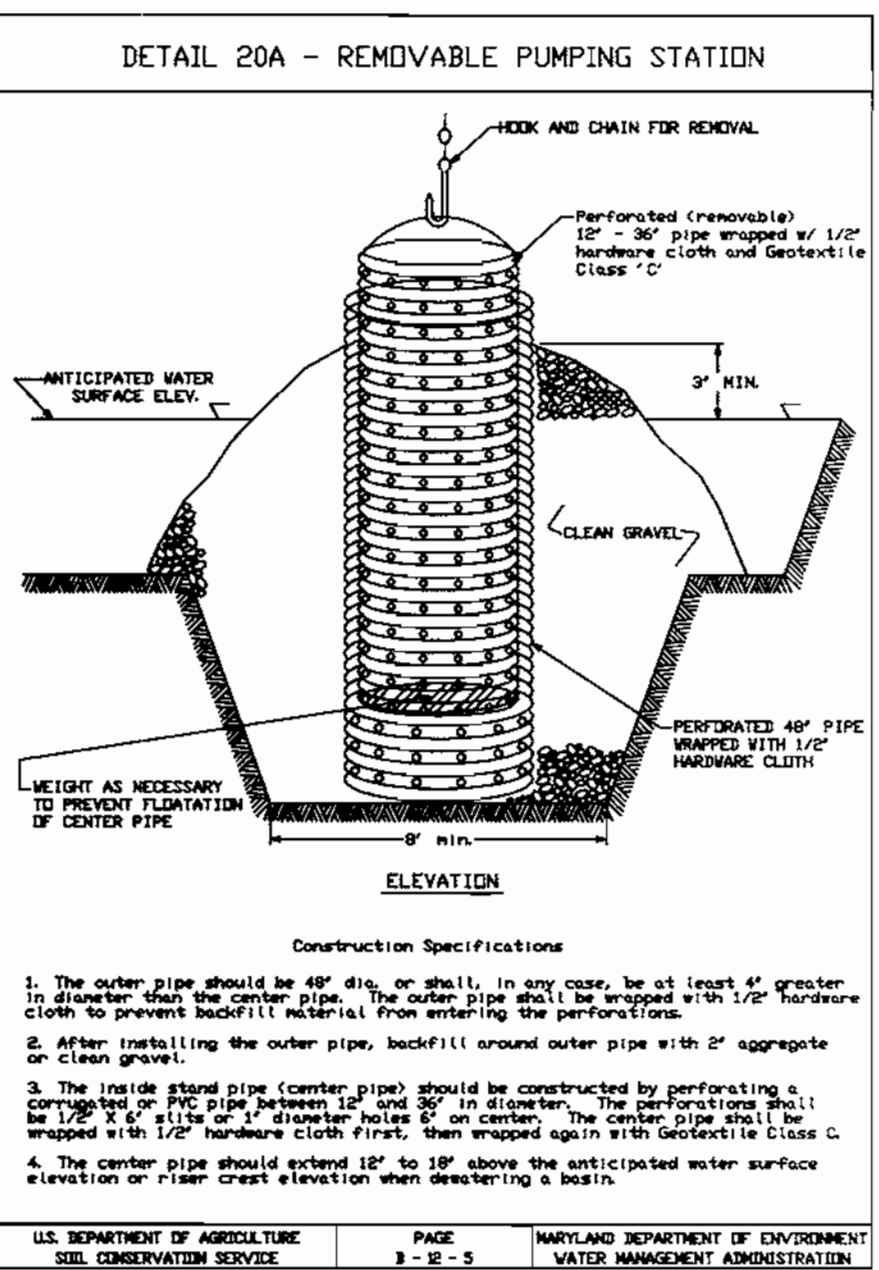 DETAIL 20A - REMOVABLE PUMPING STATION
HOOK AND CHAIN FOR REMOVAL
Perforated (removable)
12" - 36" pipe wrapped w/ 1/2"
hardware cloth and Geotextile
Class 'C'
ANTICIPATED WATER
SURFACE ELEV.
3' MIN.
CLEAN GRAVEL
PERFORATED 48" PIPE
WRAPPED WITH 1/2"
HARDWARE CLOTH
WEIGHT AS NECESSARY
TO PREVENT FLOATATION
OF CENTER PIPE
8' min.
ELEVATION
Construction Specifications
1. The outer pipe should be 48" dia. or shall, in any case, be at least 4" greater
in diameter than the center pipe. The outer pipe shall be wrapped with 1/2" hardware
cloth to prevent backfill material from entering the perforations.
2. After installing the outer pipe, backfill around outer pipe with 2" aggregate
or clean gravel.
3. The inside stand pipe (center pipe) should be constructed by perforating a
corrugated or PVC pipe between 12" and 36" in diameter. The perforations shall
be 1/2" X 6" slits or 1" diameter holes 6" on center. The center pipe shall be
wrapped with 1/2" hardware cloth first, then wrapped again with Geotextile Class C.
4. The center pipe should extend 12" to 18" above the anticipated water surface
elevation or riser crest elevation when dewatering a basin.
U.S. DEPARTMENT OF AGRICULTURE
SOIL CONSERVATION SERVICE
PAGE
B - 12 - 5
MARYLAND DEPARTMENT OF ENVIRONMENT
WATER MANAGEMENT ADMINISTRATION